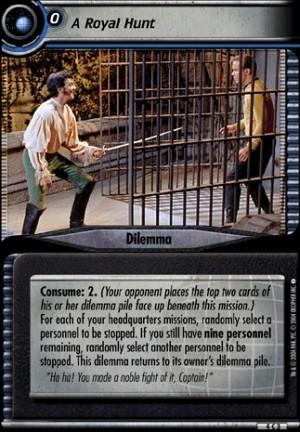 0 A Royal Hunt
Dilemma
Consume: 2. (Your opponent places the top two cards of
his or her dilemma pile face up beneath this mission.)
For each of your headquarters missions, randomly select a
personnel to be stopped. If you still have nine personnel
remaining, randomly select another personnel to be
stopped. This dilemma returns to its owner's dilemma pile.
"Ha ha! You made a noble fight of it, Captain!"